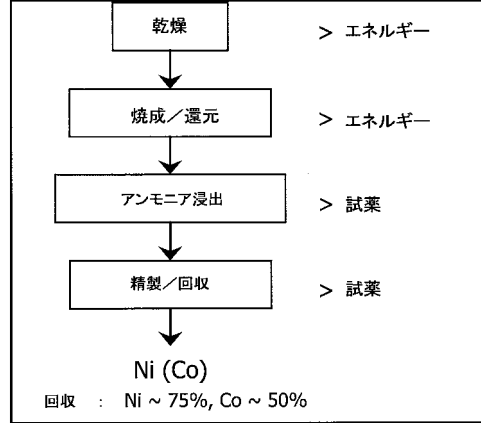 乾燥 > エネルギー
焼成／還元 > エネルギー
アンモニア浸出 > 試薬
精製／回収 > 試薬
Ni (Co)
回収 : Ni ~ 75%, Co ~ 50%